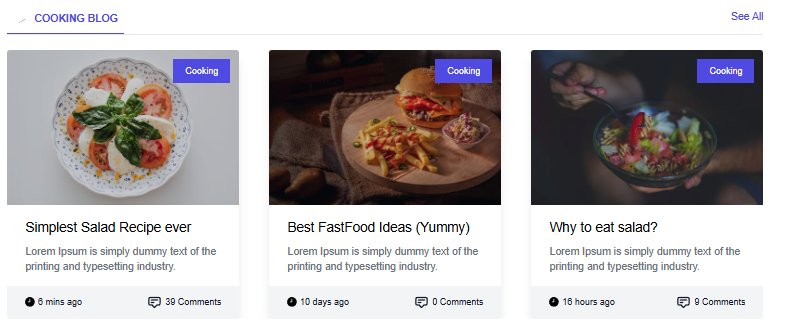 COOKING BLOG
See All
Cooking
Simplest Salad Recipe ever
Lorem Ipsum is simply dummy text of the
printing and typesetting industry.
6 mins ago
39 Comments
Cooking
Best FastFood Ideas (Yummy)
Lorem Ipsum is simply dummy text of the
printing and typesetting industry.
10 days ago
0 Comments
Cooking
Why to eat salad?
Lorem Ipsum is simply dummy text of the
printing and typesetting industry.
16 hours ago
9 Comments